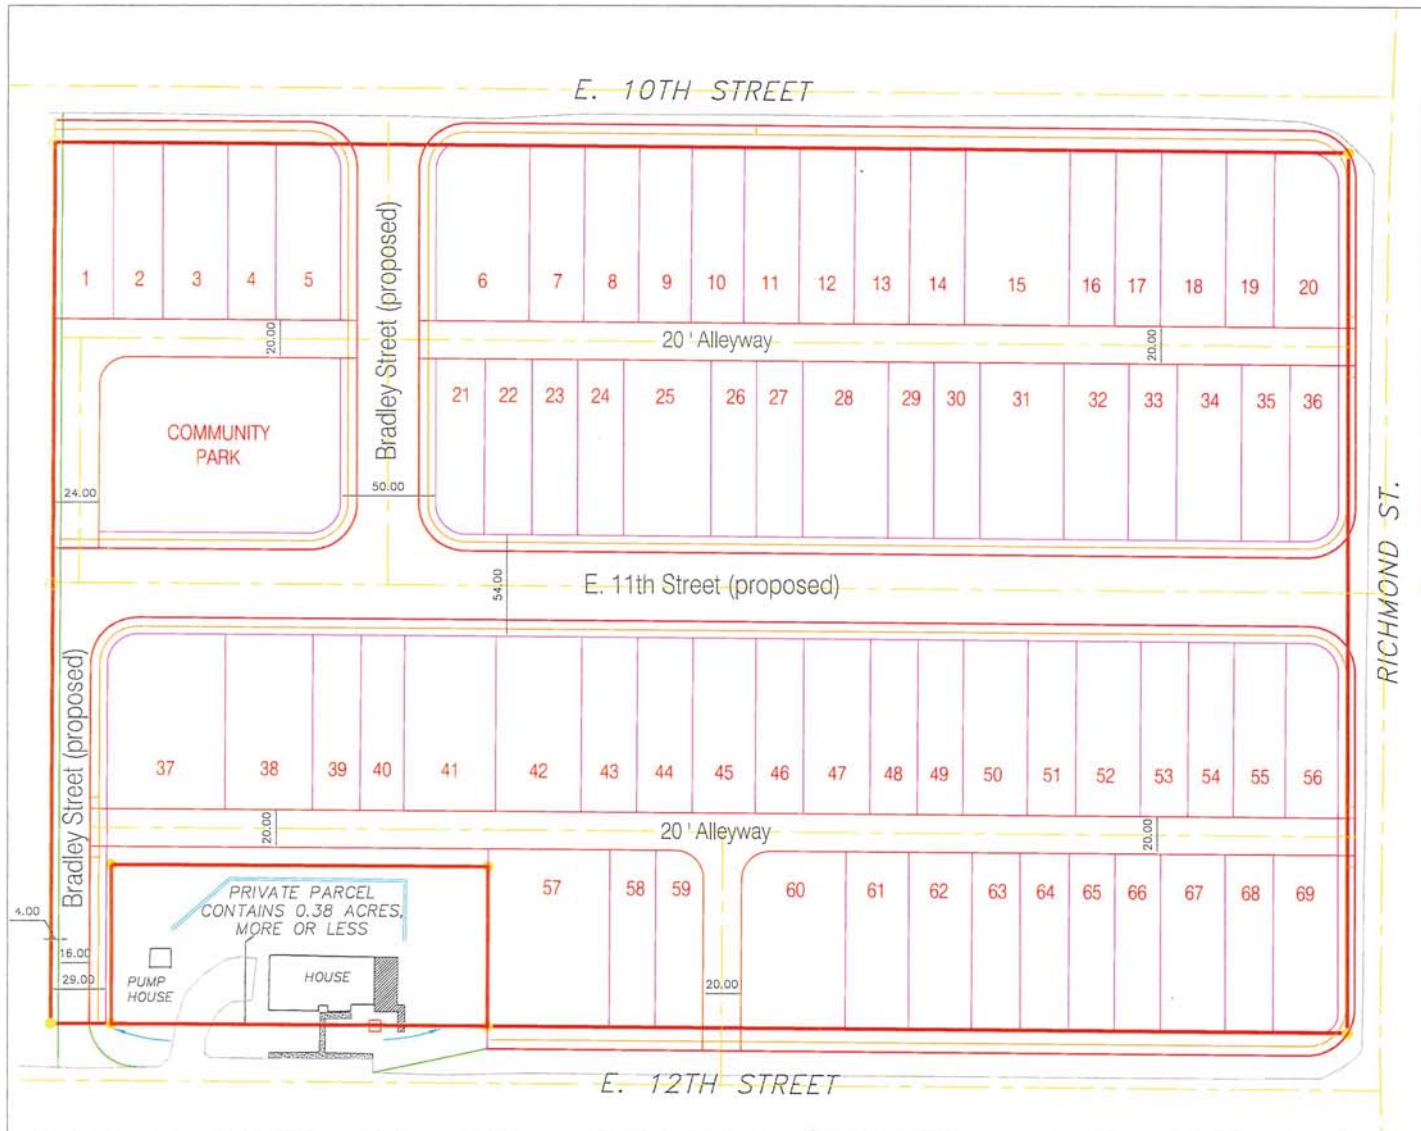 E. 10TH STREET
1 2 3 4 5
Bradley Street (proposed)
6 7 8 9 10 11 12 13 14 15 16 17 18 19 20
20.00
20 ' Alleyway
20.00
COMMUNITY
PARK
21 22 23 24 25 26 27 28 29 30 31 32 33 34 35 36
24.00
50.00
RICHMOND ST.
54.00
E. 11th Street (proposed)
Bradley Street (proposed)
37 38 39 40 41 42 43 44 45 46 47 48 49 50 51 52 53 54 55 56
20.00
20 ' Alleyway
20.00
PRIVATE PARCEL
CONTAINS 0.38 ACRES,
MORE OR LESS
57 58 59 60 61 62 63 64 65 66 67 68 69
4.00
16.00
29.00
PUMP
HOUSE
HOUSE
20.00
E. 12TH STREET